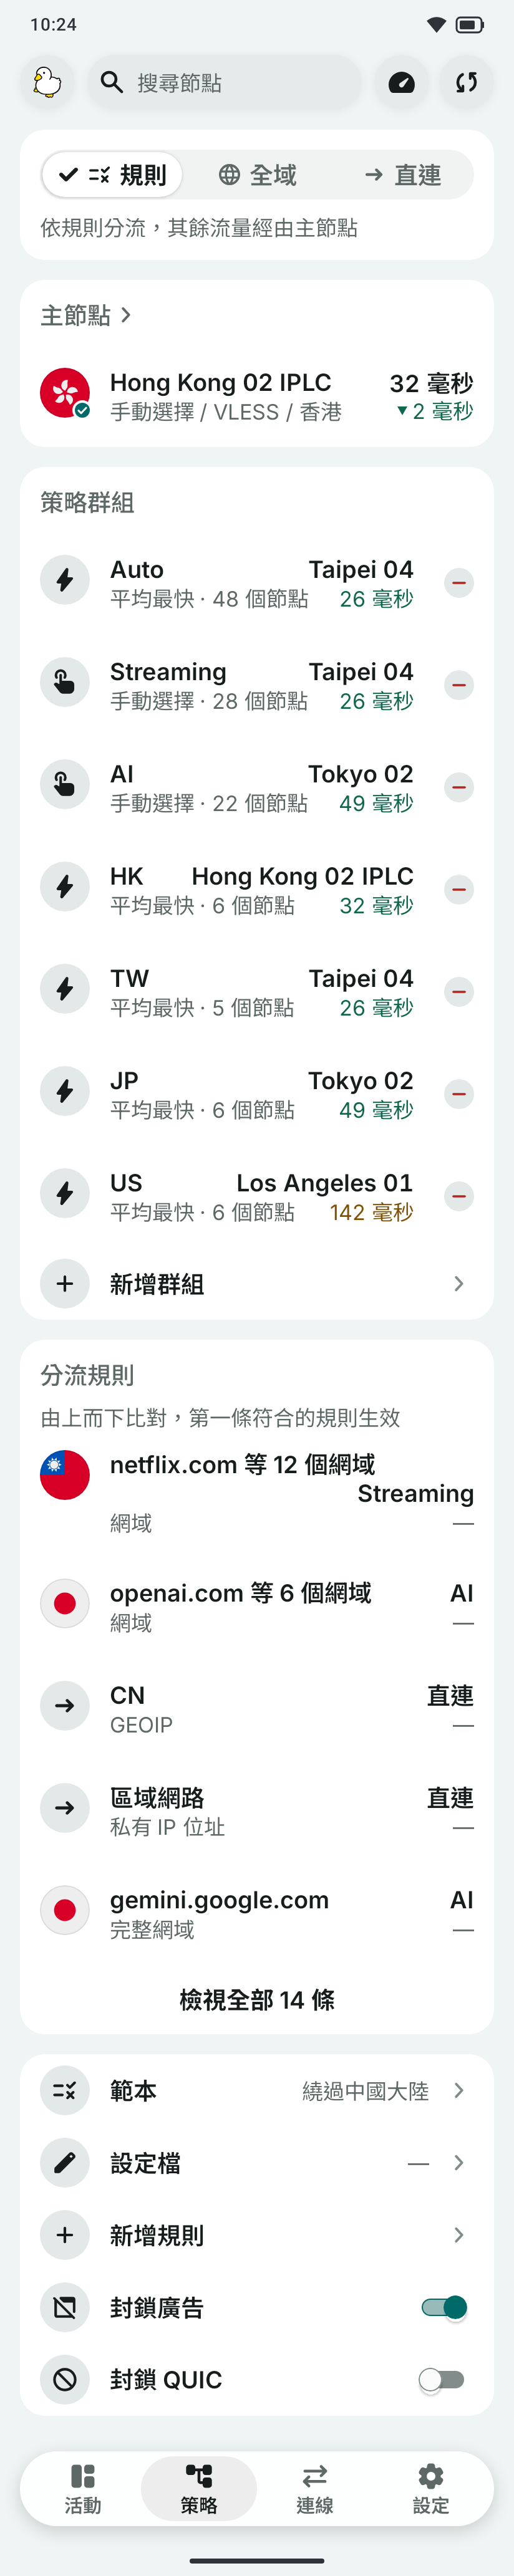 10:24
搜尋節點
規則
全域
直連
依規則分流，其餘流量經由主節點
主節點
Hong Kong 02 IPLC
32 毫秒
手動選擇 / VLESS / 香港
▼2 毫秒
策略群組
Auto
Taipei 04
平均最快 · 48 個節點
26 毫秒
Streaming
Taipei 04
手動選擇 · 28 個節點
26 毫秒
AI
Tokyo 02
手動選擇 · 22 個節點
49 毫秒
HK
Hong Kong 02 IPLC
平均最快 · 6 個節點
32 毫秒
TW
Taipei 04
平均最快 · 5 個節點
26 毫秒
JP
Tokyo 02
平均最快 · 6 個節點
49 毫秒
US
Los Angeles 01
平均最快 · 6 個節點
142 毫秒
新增群組
分流規則
由上而下比對，第一條符合的規則生效
netflix.com 等 12 個網域
Streaming
網域
—
openai.com 等 6 個網域
AI
網域
—
CN
直連
GEOIP
—
區域網路
直連
私有 IP 位址
—
gemini.google.com
AI
完整網域
—
檢視全部 14 條
範本
繞過中國大陸
設定檔
—
新增規則
封鎖廣告
封鎖 QUIC
活動
策略
連線
設定